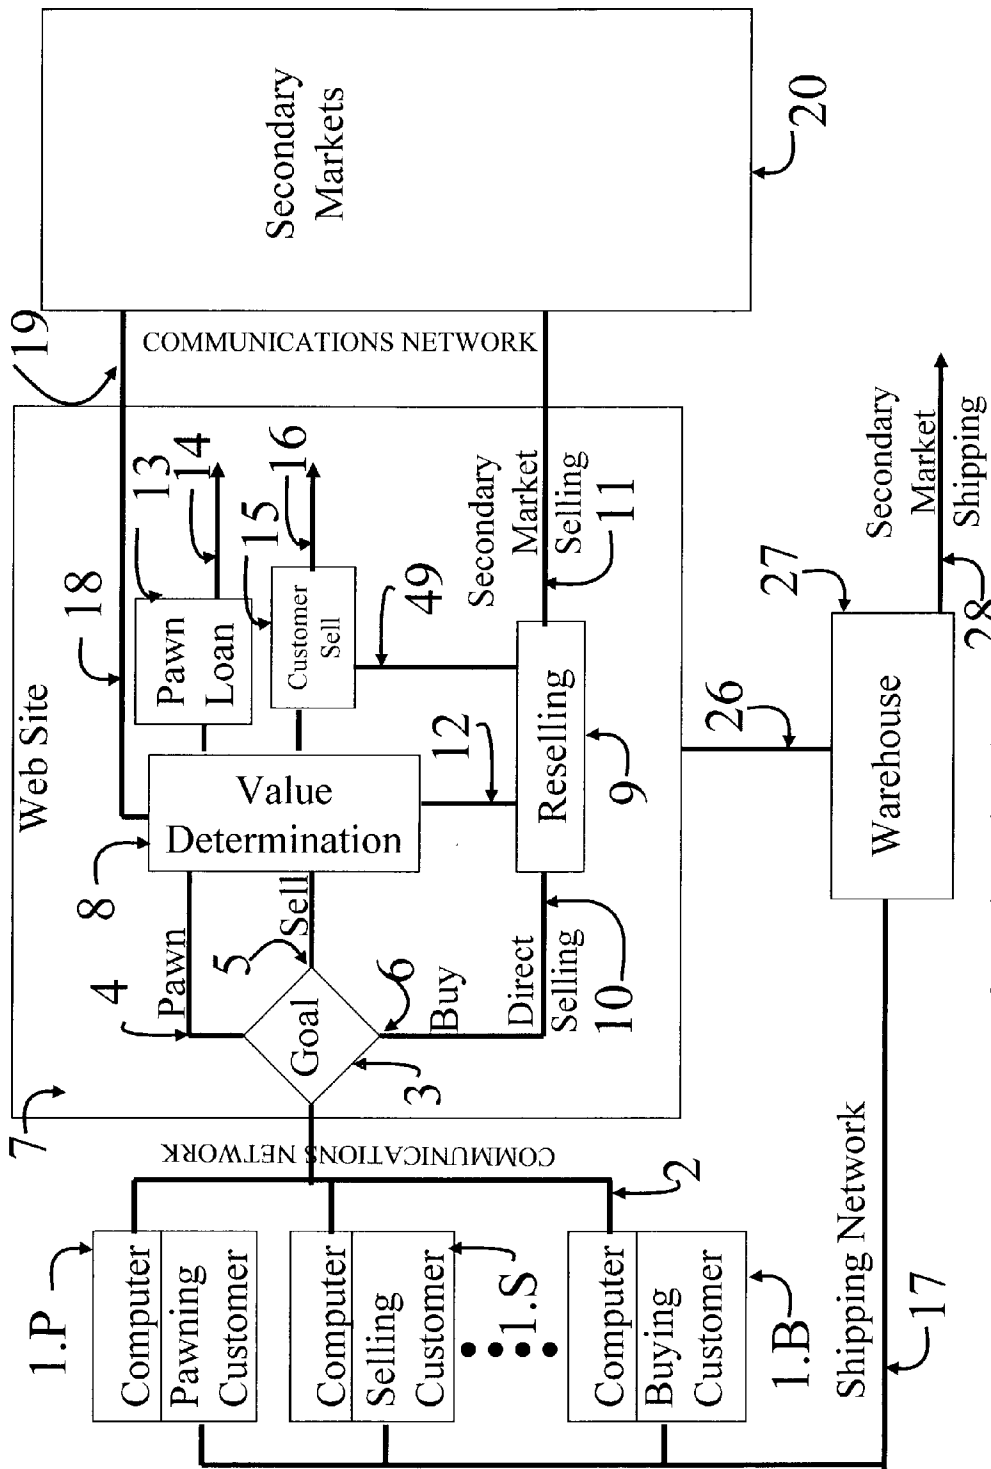 1.P
Computer
Pawning
Customer
Computer
Selling
Customer
1.S
Computer
Buying
Customer
1.B
2
COMMUNICATIONS NETWORK
7
Web Site
Goal
3
4
Pawn
5
Sell
6
Buy
Direct
Selling
10
8
Value
Determination
18
Pawn
Loan
13
14
Customer
Sell
15
16
49
12
Reselling
9
Secondary
Market
Selling
11
19
COMMUNICATIONS NETWORK
Secondary
Markets
20
26
Warehouse
27
28
Secondary
Market
Shipping
Shipping Network
17